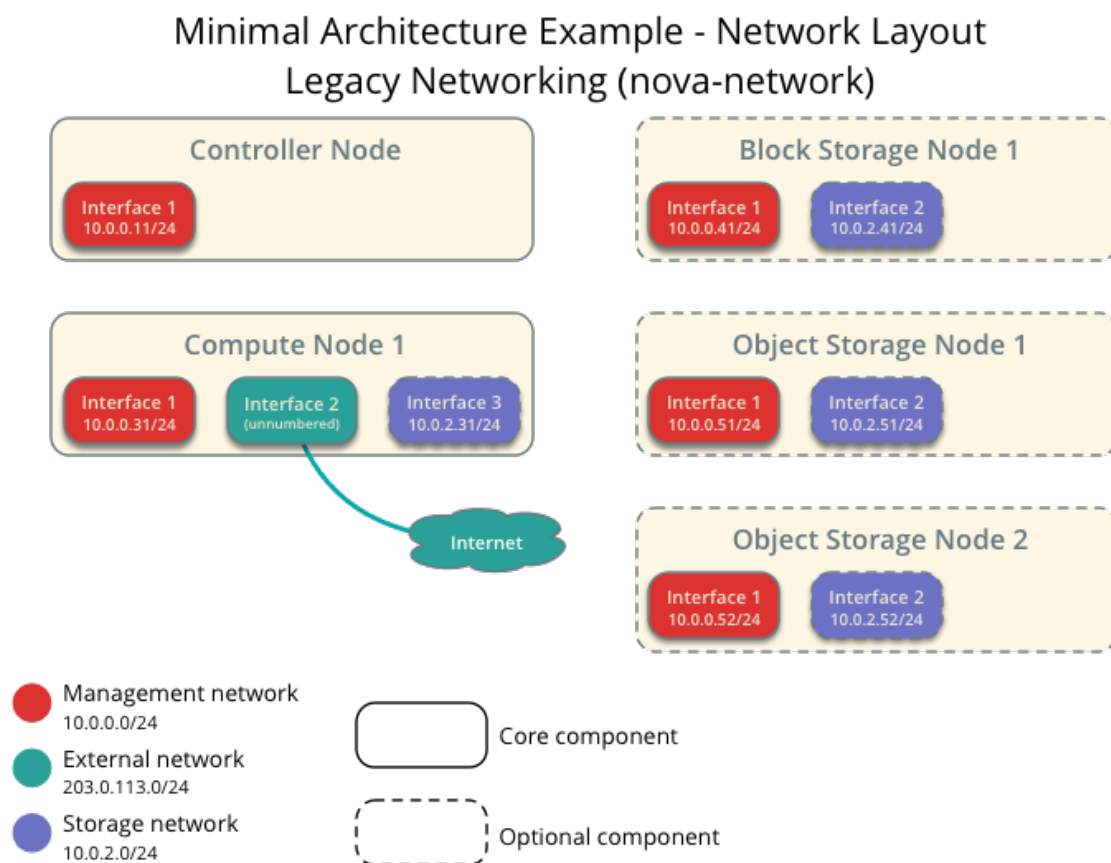 Minimal Architecture Example - Network Layout
Legacy Networking (nova-network)
Controller Node
Interface 1
10.0.0.11/24
Block Storage Node 1
Interface 1
10.0.0.41/24
Interface 2
10.0.2.41/24
Compute Node 1
Interface 1
10.0.0.31/24
Interface 2
(unnumbered)
Interface 3
10.0.2.31/24
Object Storage Node 1
Interface 1
10.0.0.51/24
Interface 2
10.0.2.51/24
Internet
Object Storage Node 2
Interface 1
10.0.0.52/24
Interface 2
10.0.2.52/24
Management network
10.0.0.0/24
External network
203.0.113.0/24
Storage network
10.0.2.0/24
Core component
Optional component